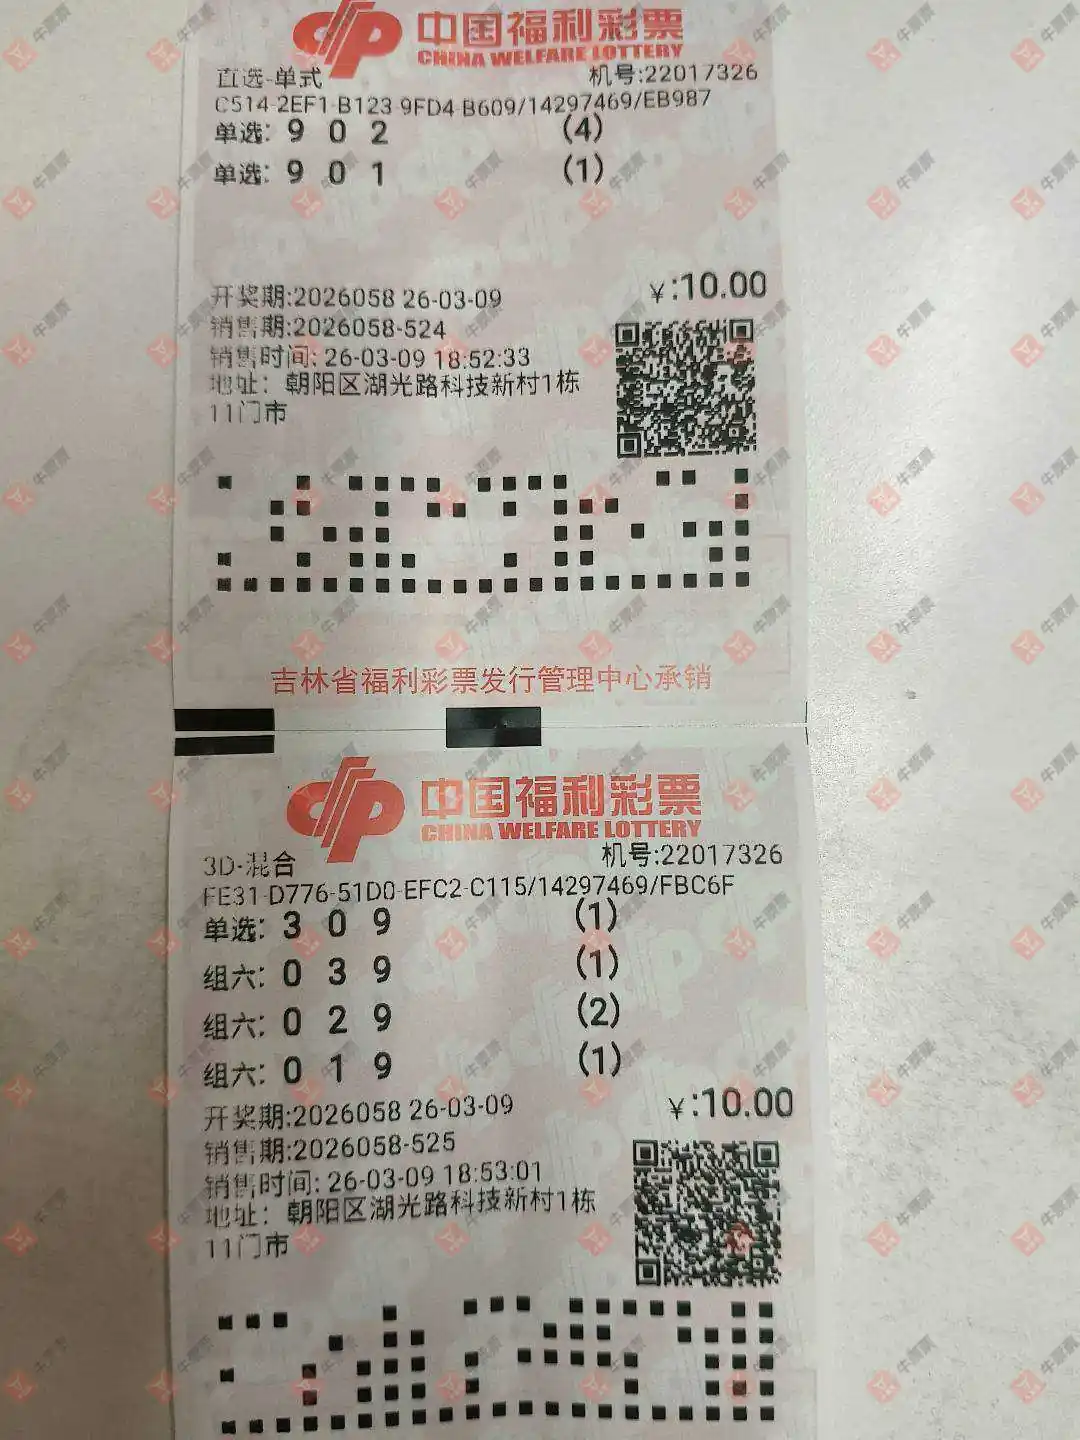 中国福利彩票
CHINA WELFARE LOTTERY
直选-单式 机号:22017326
C514-2EF1-B123-9FD4-B609/14297469/EB987
单选: 9 0 2 (4)
单选: 9 0 1 (1)
开奖期:2026058 26-03-09 ¥:10.00
销售期:2026058-524
销售时间: 26-03-09 18:52:33
地址: 朝阳区湖光路科技新村1栋
11门市
吉林省福利彩票发行管理中心承销
中国福利彩票
CHINA WELFARE LOTTERY
3D-混合 机号:22017326
FE31-D776-51D0-EFC2-C115/14297469/FBC6F
单选: 3 0 9 (1)
组六: 0 3 9 (1)
组六: 0 2 9 (2)
组六: 0 1 9 (1)
开奖期:2026058 26-03-09 ¥:10.00
销售期:2026058-525
销售时间: 26-03-09 18:53:01
地址: 朝阳区湖光路科技新村1栋
11门市